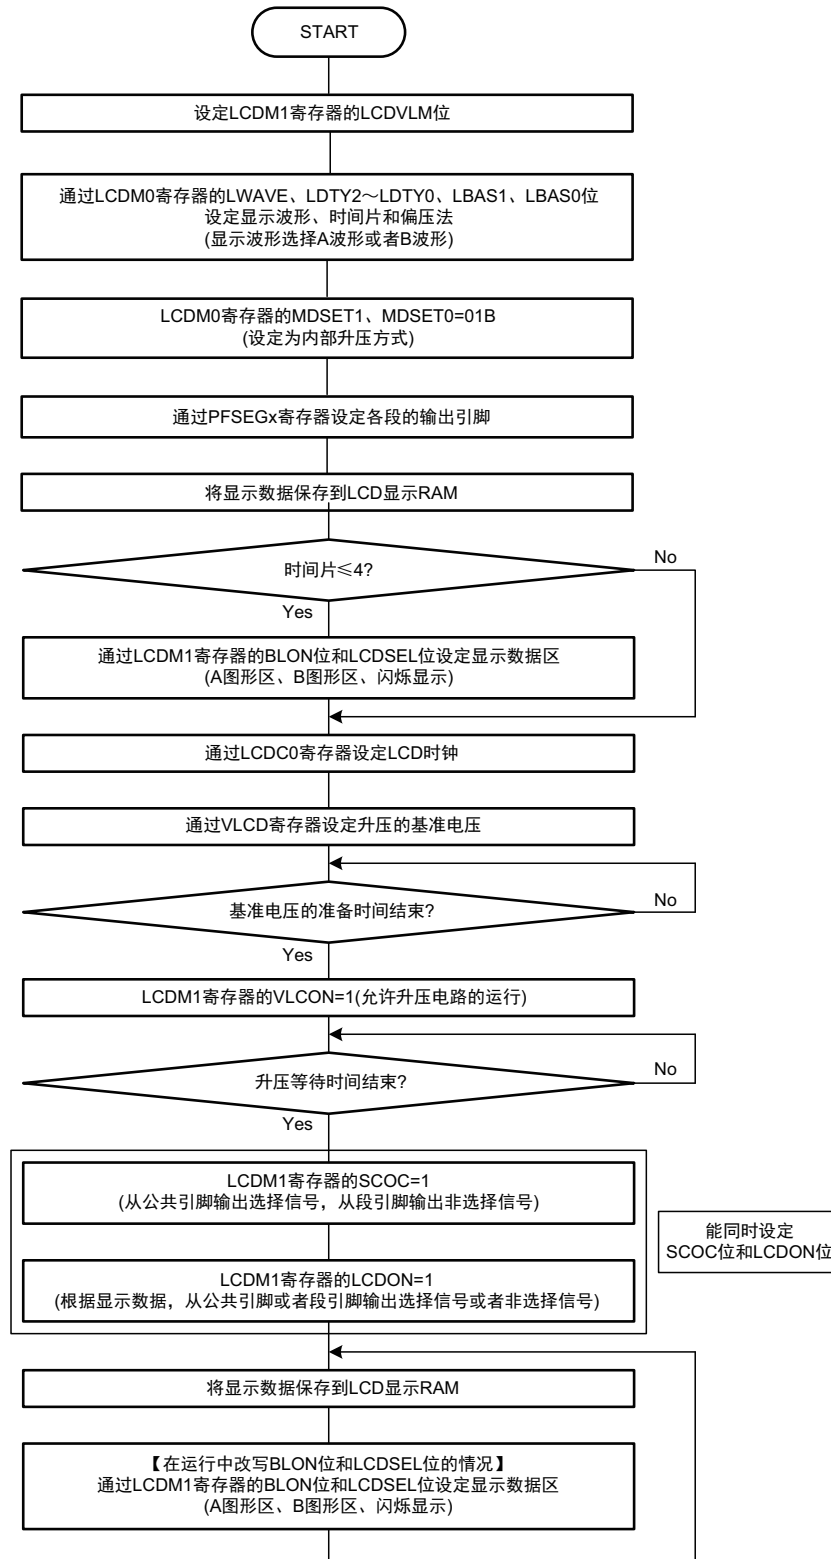 START
设定LCDM1寄存器的LCDVLM位
通过LCDM0寄存器的LWAVE、LDTY2～LDTY0、LBAS1、LBAS0位
设定显示波形、时间片和偏压法
(显示波形选择A波形或者B波形)
LCDM0寄存器的MDSET1、MDSET0=01B
(设定为内部升压方式)
通过PFSEGx寄存器设定各段的输出引脚
将显示数据保存到LCD显示RAM
时间片≤4?
No
Yes
通过LCDM1寄存器的BLON位和LCDSEL位设定显示数据区
(A图形区、B图形区、闪烁显示)
通过LCDC0寄存器设定LCD时钟
通过VLCD寄存器设定升压的基准电压
基准电压的准备时间结束?
No
Yes
LCDM1寄存器的VLCON=1(允许升压电路的运行)
升压等待时间结束?
No
Yes
LCDM1寄存器的SCOC=1
(从公共引脚输出选择信号，从段引脚输出非选择信号)
能同时设定
SCOC位和LCDON位
LCDM1寄存器的LCDON=1
(根据显示数据，从公共引脚或者段引脚输出选择信号或者非选择信号)
将显示数据保存到LCD显示RAM
【在运行中改写BLON位和LCDSEL位的情况】
通过LCDM1寄存器的BLON位和LCDSEL位设定显示数据区
(A图形区、B图形区、闪烁显示)